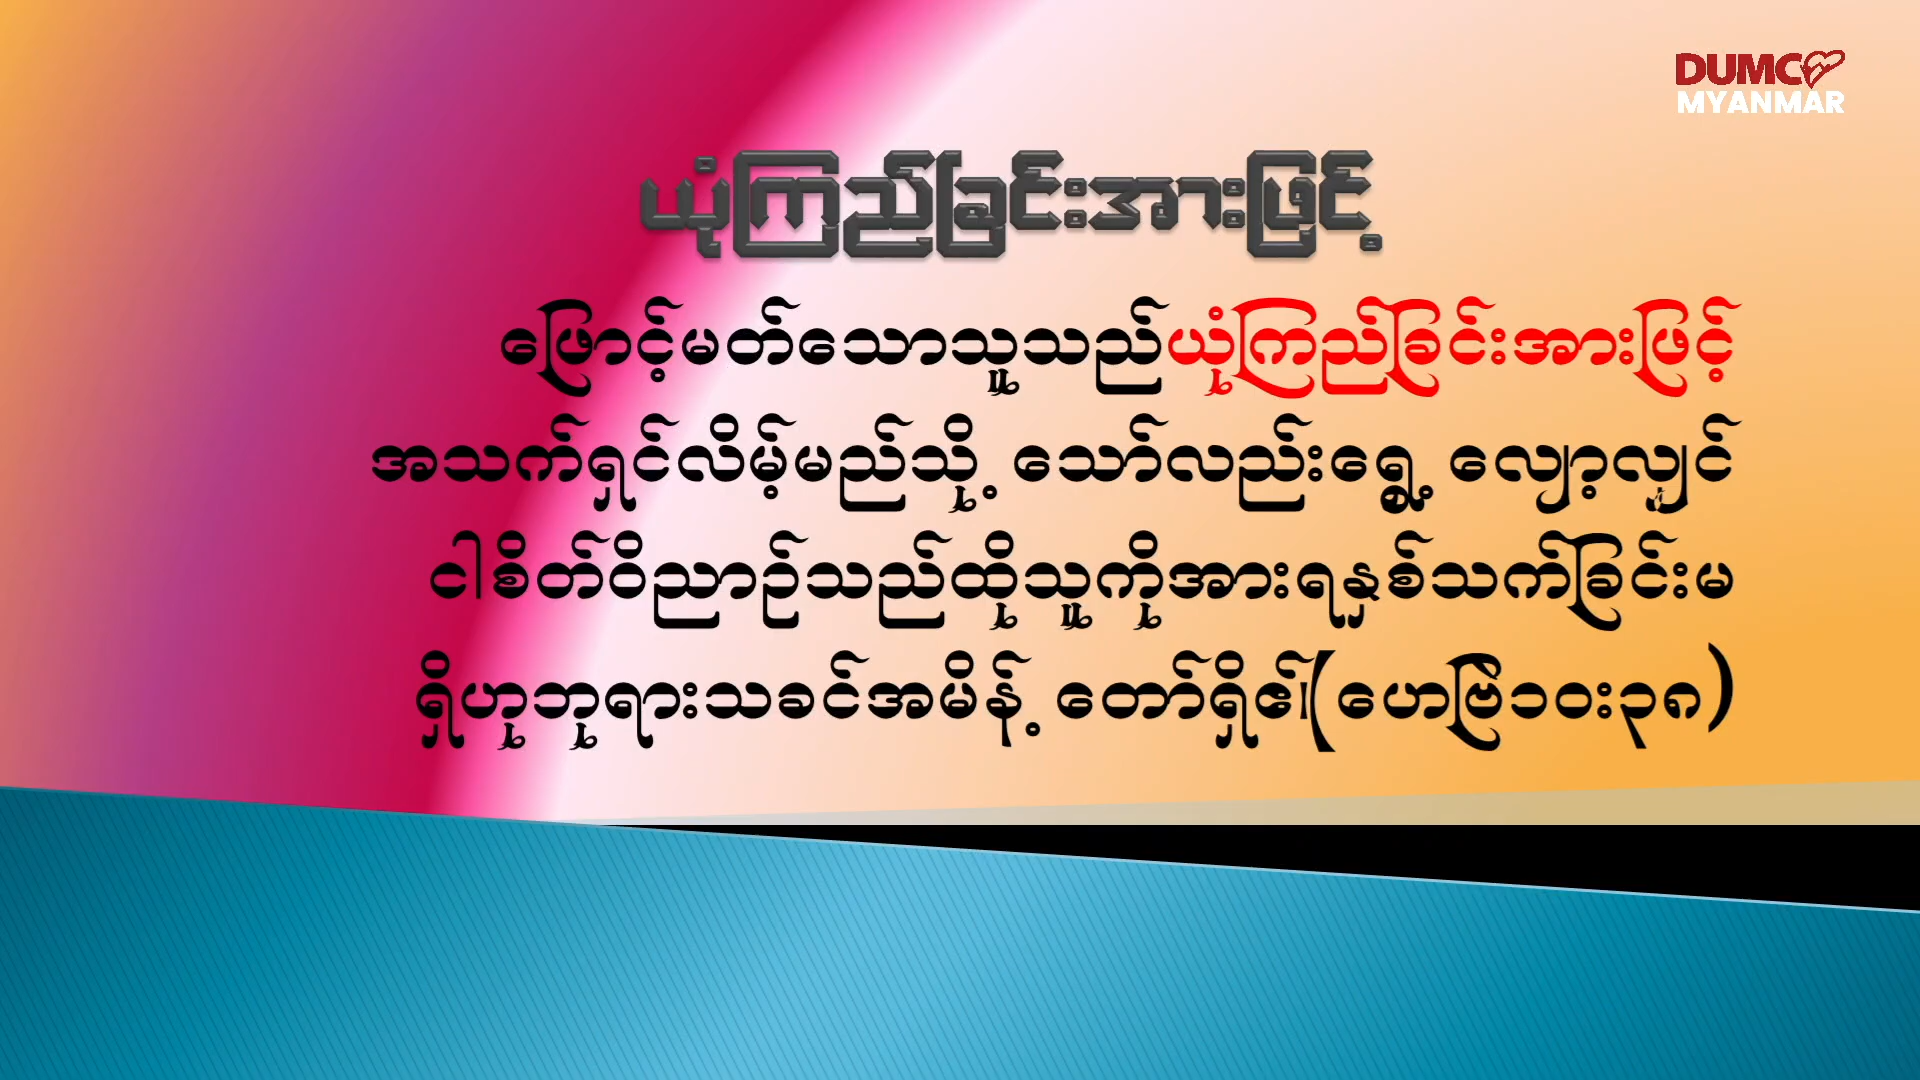 DUMC
MYANMAR
ယုံကြည်ခြင်းအားဖြင့်
ဖြောင့်မတ်သောသူသည်ယုံကြည်ခြင်းအားဖြင့်
အသက်ရှင်လိမ့်မည်သို့ သော်လည်းရွေ့ လျော့လျှင်
ငါစိတ်ဝိညာဉ်သည်ထိုသူကိုအားရနှစ်သက်ခြင်းမ
ရှိဟုဘုရားသခင်အမိန့် တော်ရှိ၏(ဟေဗြဲ၁၀း၃၈)